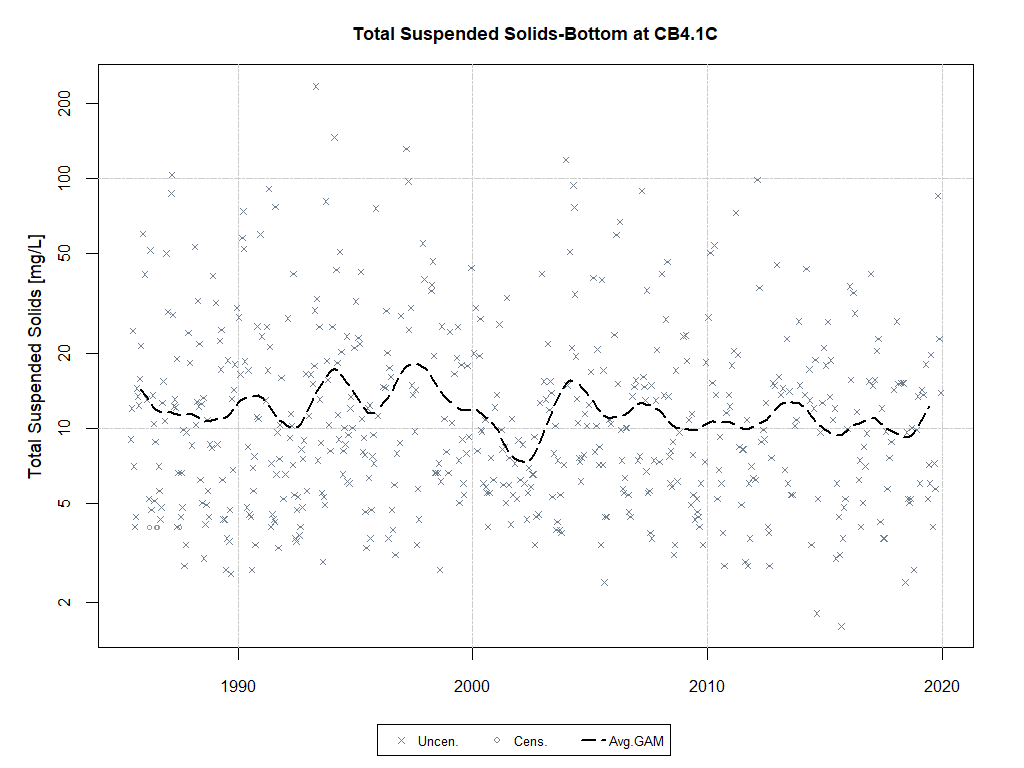 Total Suspended Solids-Bottom at CB4.1C
Total Suspended Solids [mg/L]
200
100
50
20
10
5
2
1990 2000 2010 2020
Uncen. Cens. Avg.GAM